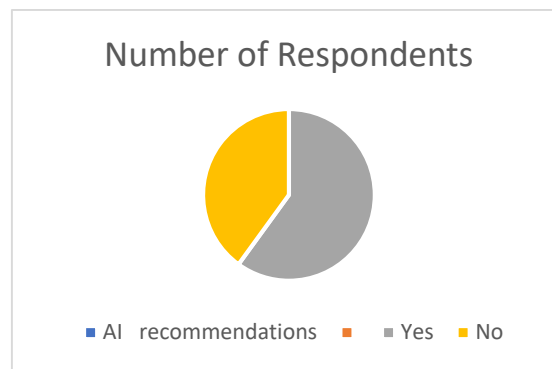 Number of Respondents
AI recommendations Yes No